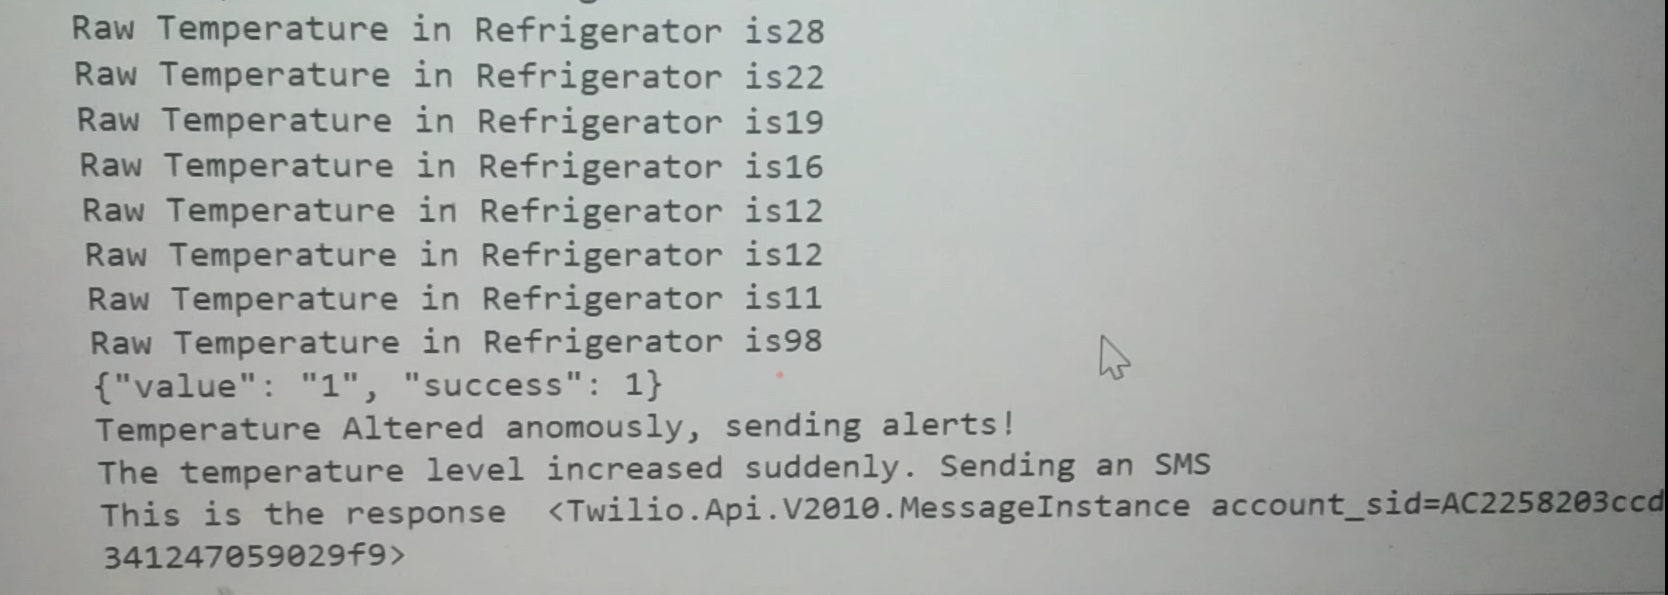 Raw Temperature in Refrigerator is28
Raw Temperature in Refrigerator is22
Raw Temperature in Refrigerator is19
Raw Temperature in Refrigerator is16
Raw Temperature in Refrigerator is12
Raw Temperature in Refrigerator is12
Raw Temperature in Refrigerator is11
Raw Temperature in Refrigerator is98
{"value": "1", "success": 1}
Temperature Altered anomously, sending alerts!
The temperature level increased suddenly. Sending an SMS
This is the response  <Twilio.Api.V2010.MessageInstance account_sid=AC2258203ccd
341247059029f9>